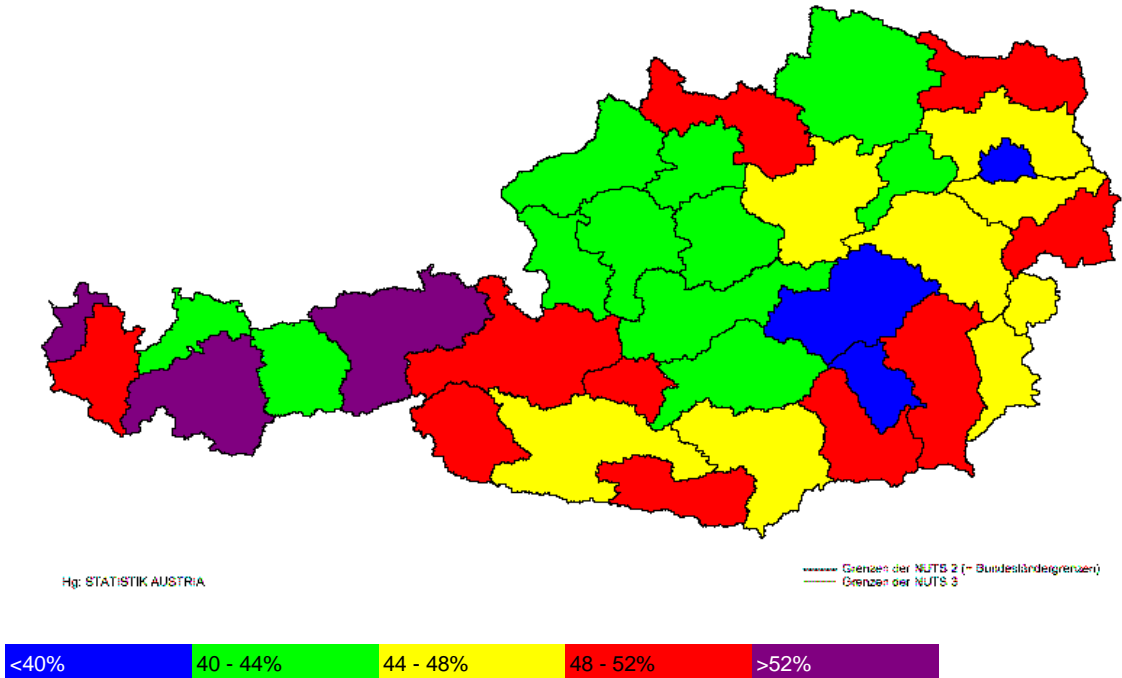 Hg: STATISTIK AUSTRIA
Grenzen der NUTS 2 (= Bundesländergrenzen)
Grenzen der NUTS 3
<40% 40 - 44% 44 - 48% 48 - 52% >52%